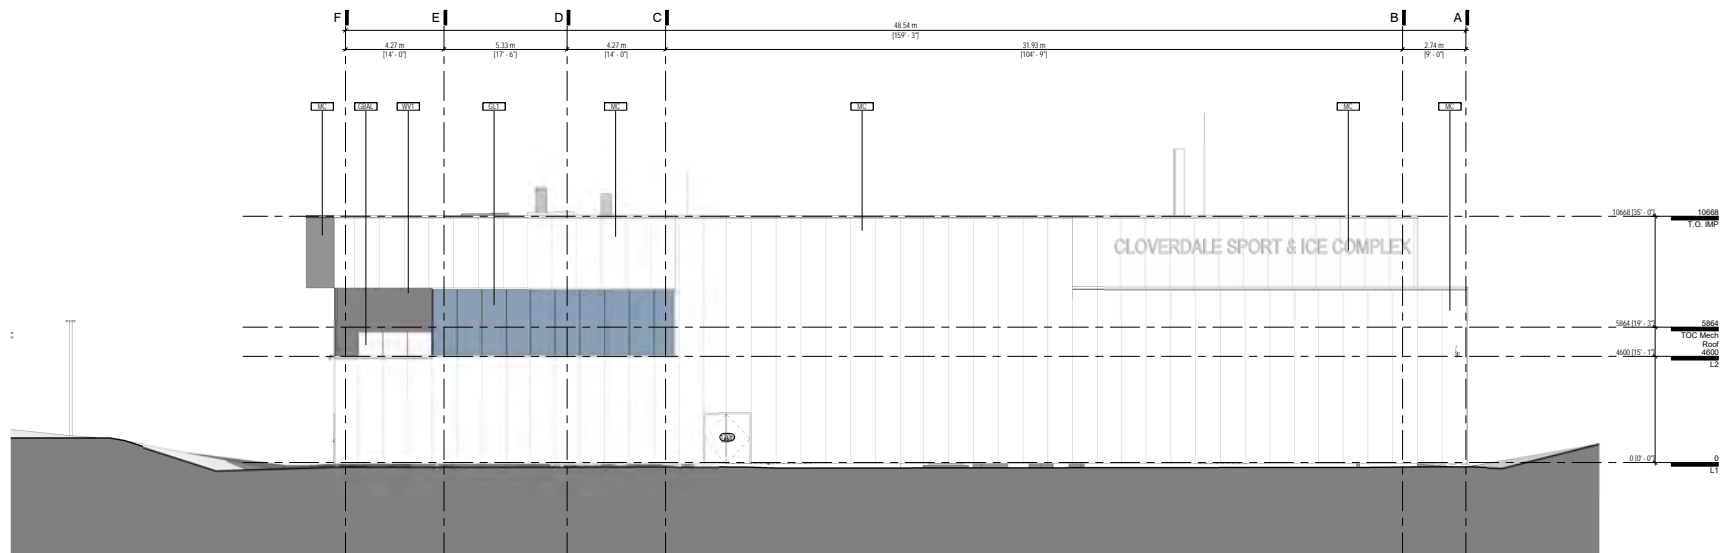 F E D C B A
48.54 m
[159' - 3"]
4.27 m 5.33 m 4.27 m 31.93 m 2.74 m
[14' - 0"] [17' - 6"] [14' - 0"] [104' - 9"] [9' - 0"]
MC GBAL WV1 GL1 MC MC MC MC
10668 [35' - 0"] 10668
T.O. IMP
CLOVERDALE SPORT & ICE COMPLEX
5864 [19' - 3"] 5864
TOC Mech
Roof
4600 [15' - 1"] 4600
L2
0 [0' - 0"] 0
L1